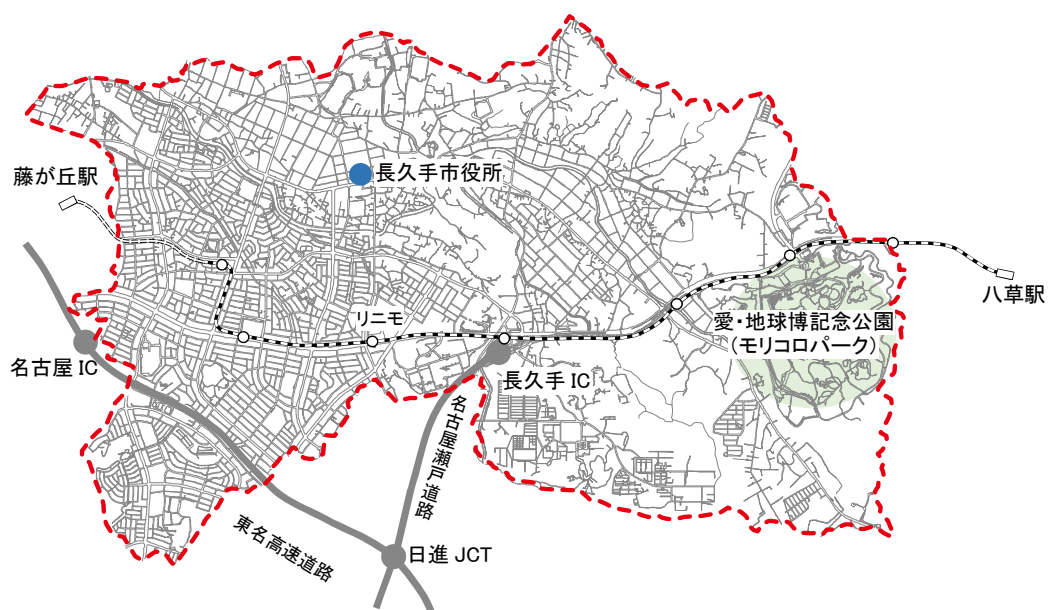 藤が丘駅
長久手市役所
八草駅
リニモ
愛・地球博記念公園
（モリコロパーク）
名古屋 IC
長久手 IC
名古屋瀬戸道路
東名高速道路
日進 JCT